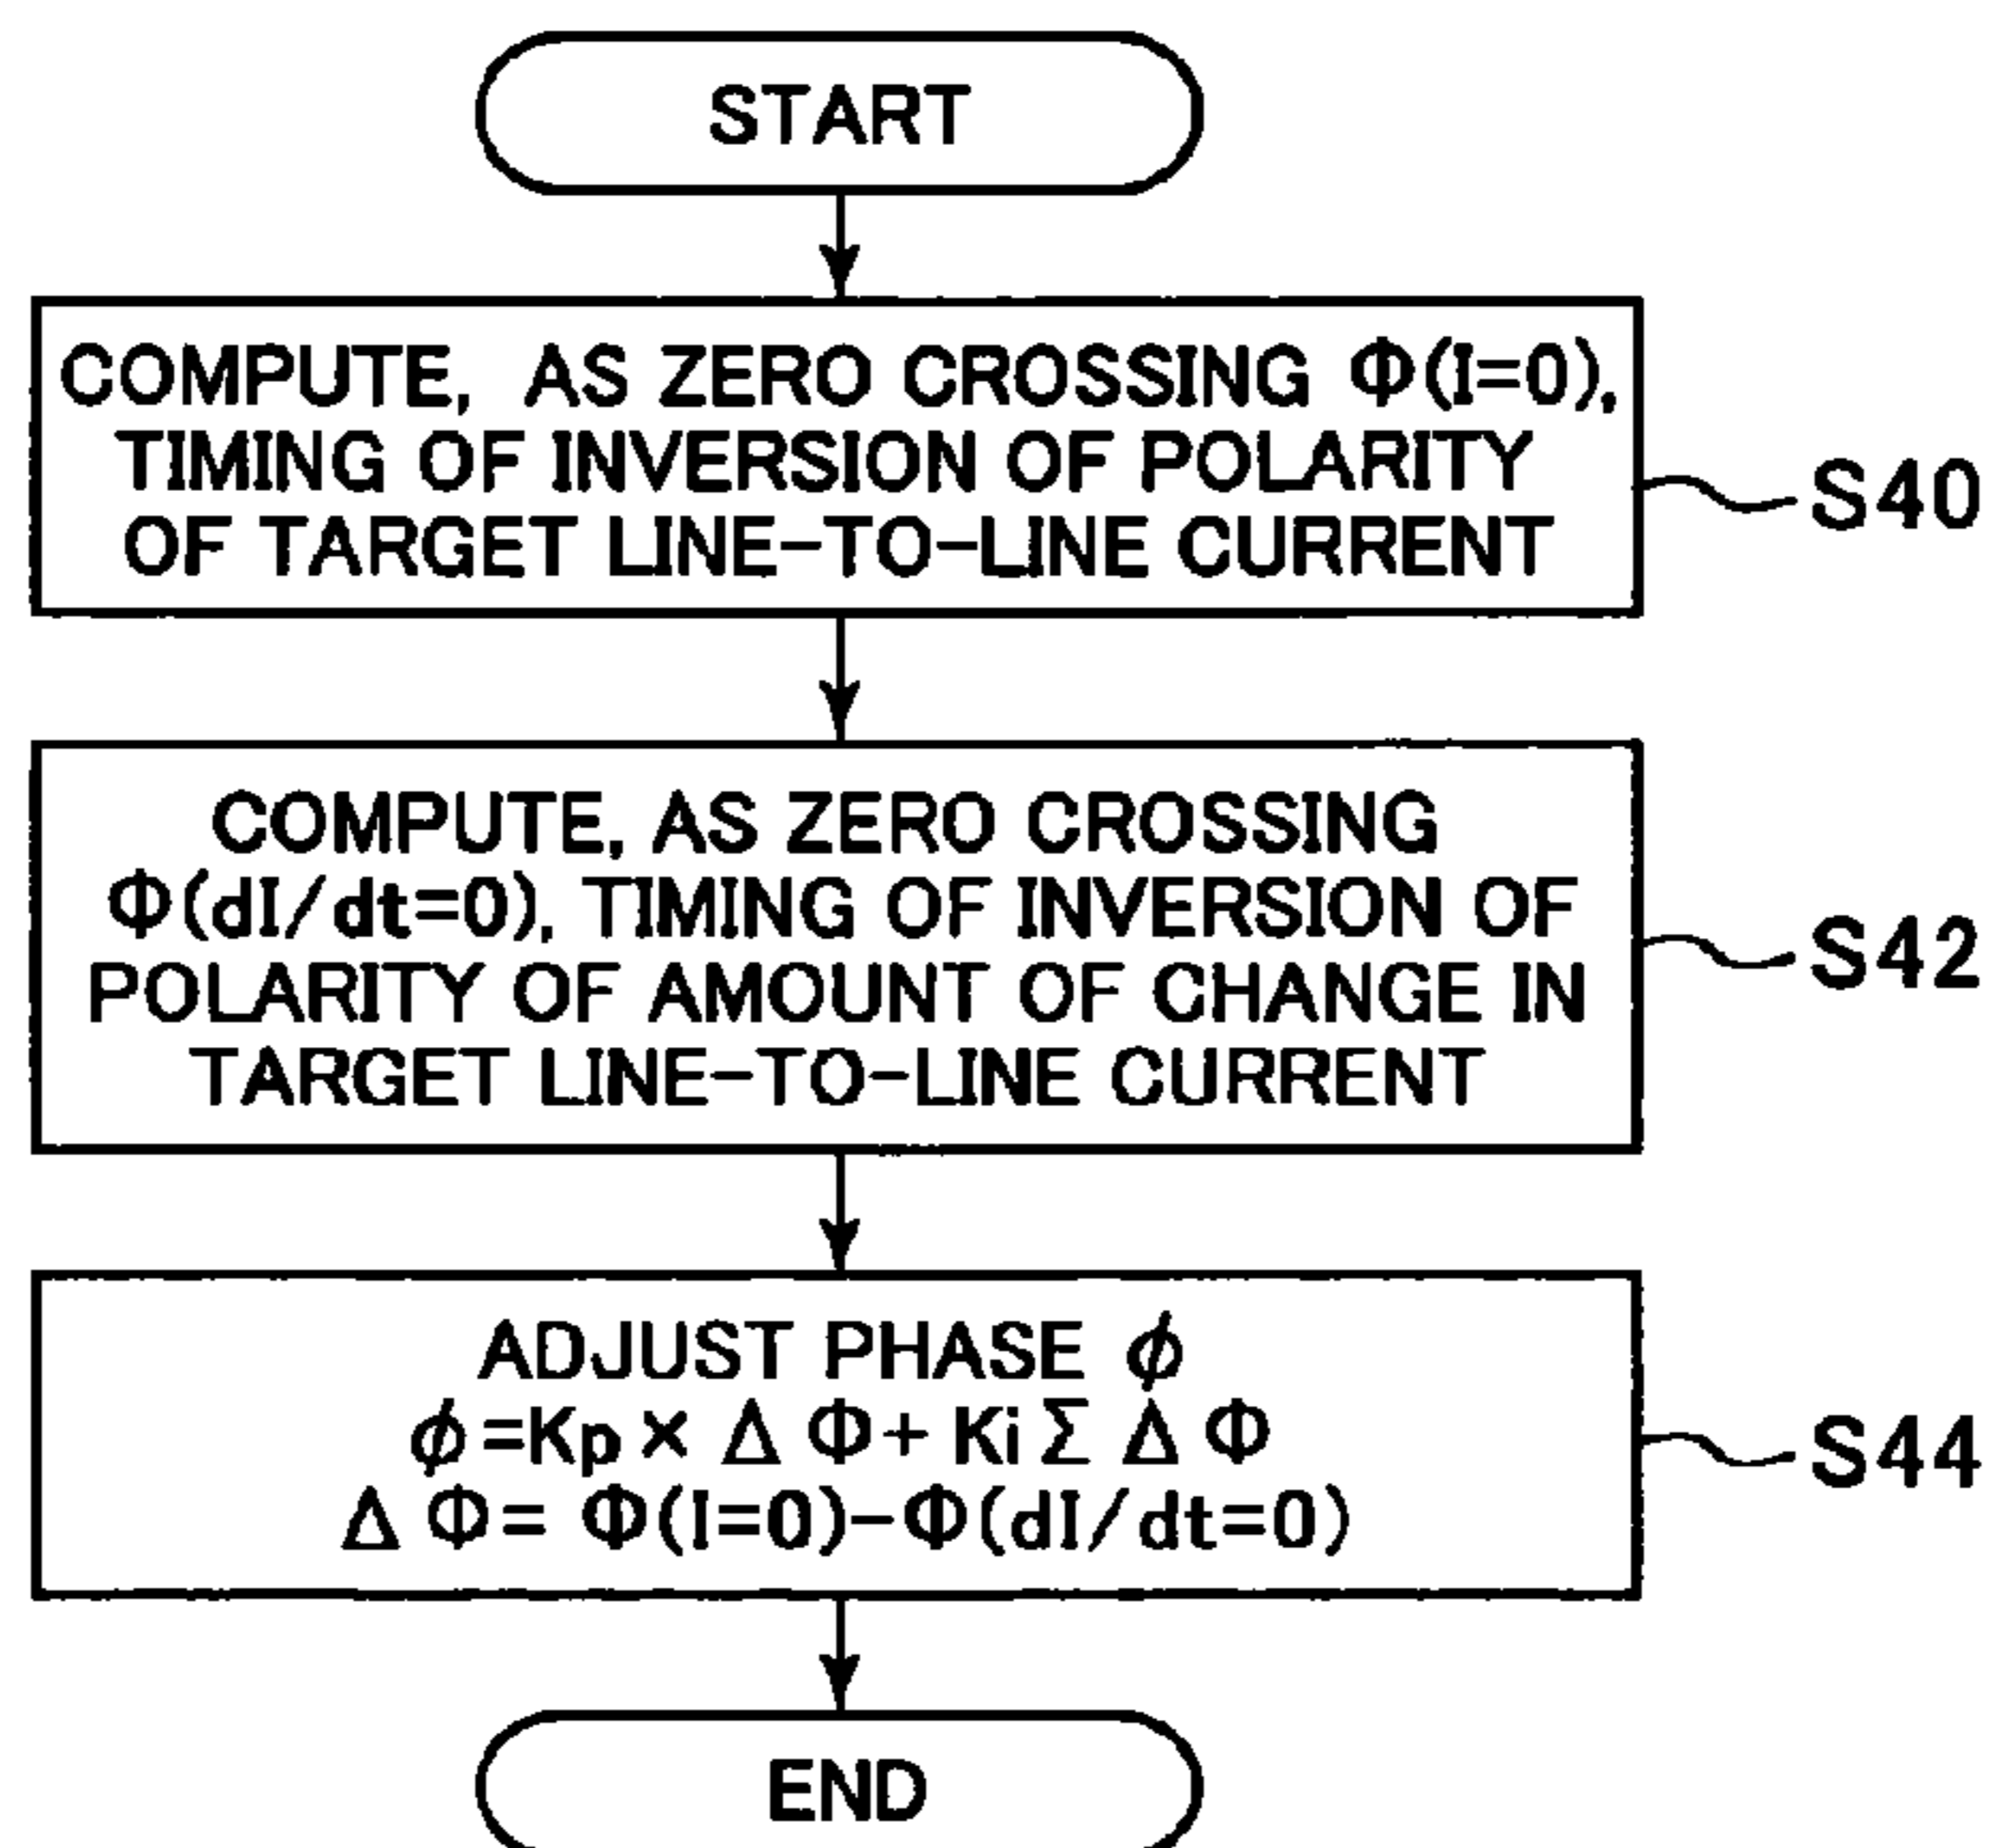 START
COMPUTE, AS ZERO CROSSING Φ(I=0),
TIMING OF INVERSION OF POLARITY
OF TARGET LINE-TO-LINE CURRENT
S40
COMPUTE, AS ZERO CROSSING
Φ(dI/dt=0), TIMING OF INVERSION OF
POLARITY OF AMOUNT OF CHANGE IN
TARGET LINE-TO-LINE CURRENT
S42
ADJUST PHASE ϕ
ϕ=Kp×ΔΦ+KiΣΔΦ
ΔΦ=Φ(I=0)-Φ(dI/dt=0)
S44
END